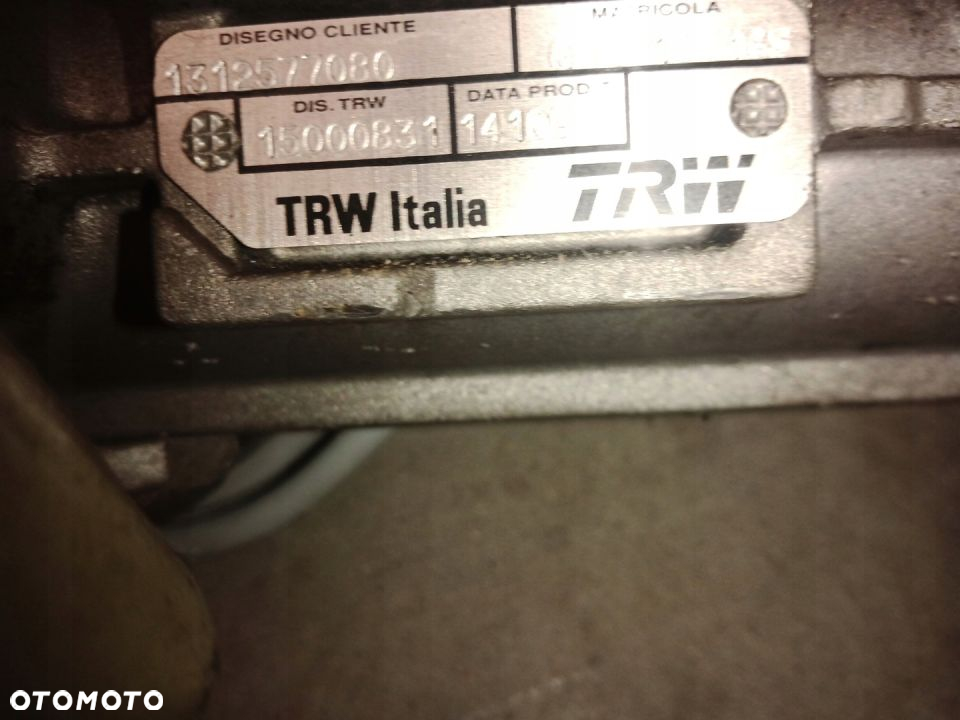 DISEGNO CLIENTE
1312577080
DIS. TRW
DATA PROD
15000831
TRW Italia
TRW
OTOMOTO